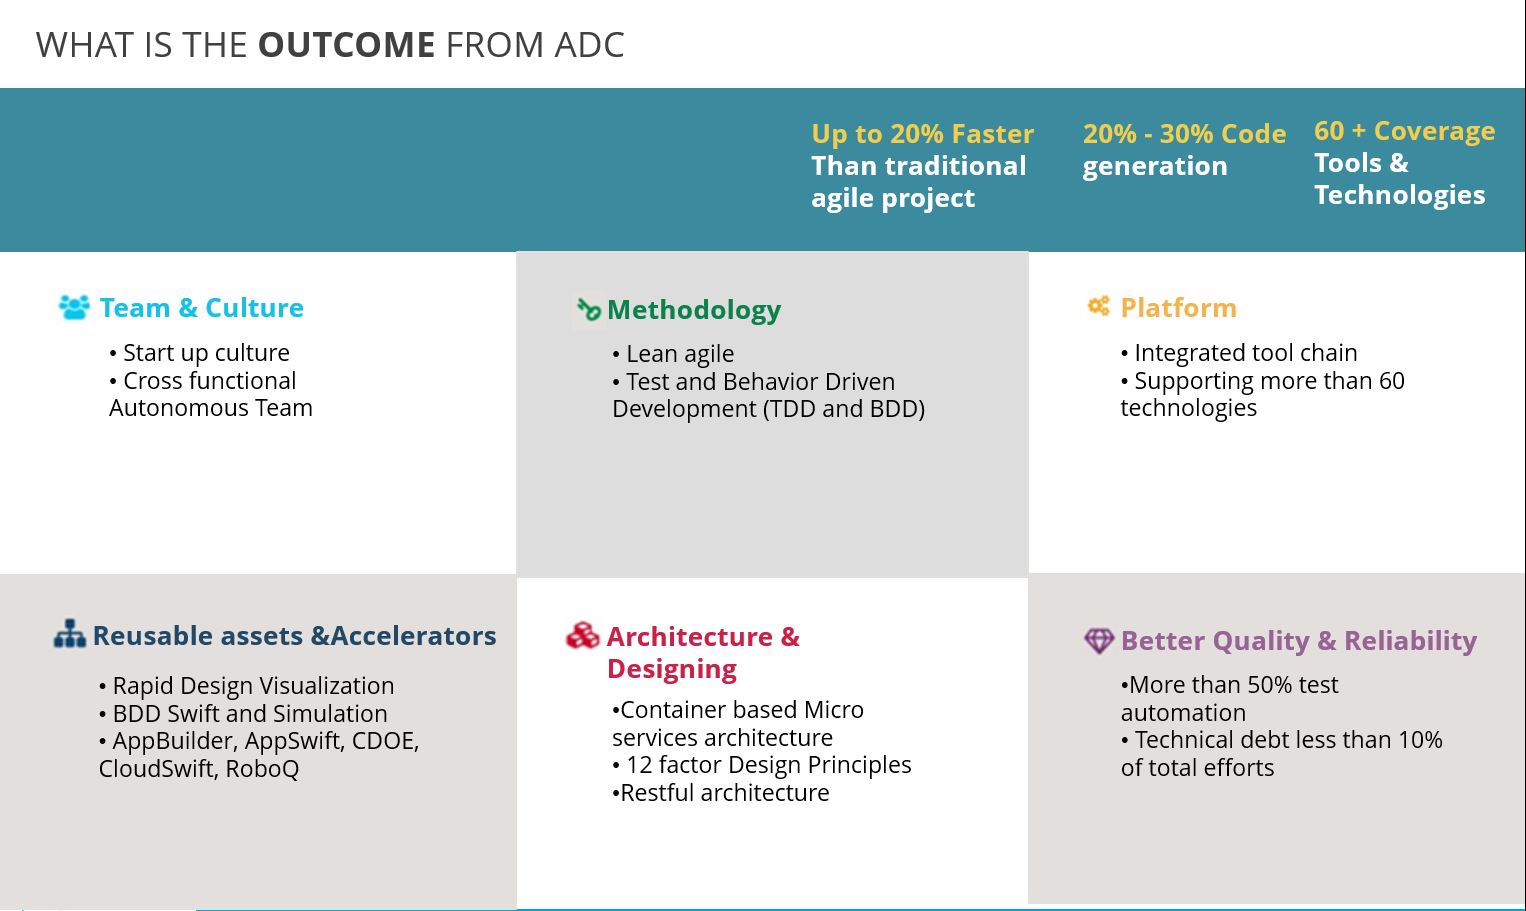 WHAT IS THE OUTCOME FROM ADC
Up to 20% Faster
Than traditional
agile project
20% - 30% Code
generation
60 + Coverage
Tools &
Technologies
Team & Culture
• Start up culture
• Cross functional
Autonomous Team
Methodology
• Lean agile
• Test and Behavior Driven
Development (TDD and BDD)
Platform
• Integrated tool chain
• Supporting more than 60
technologies
Reusable assets &Accelerators
• Rapid Design Visualization
• BDD Swift and Simulation
• AppBuilder, AppSwift, CDOE,
CloudSwift, RoboQ
Architecture &
Designing
•Container based Micro
services architecture
• 12 factor Design Principles
•Restful architecture
Better Quality & Reliability
•More than 50% test
automation
• Technical debt less than 10%
of total efforts